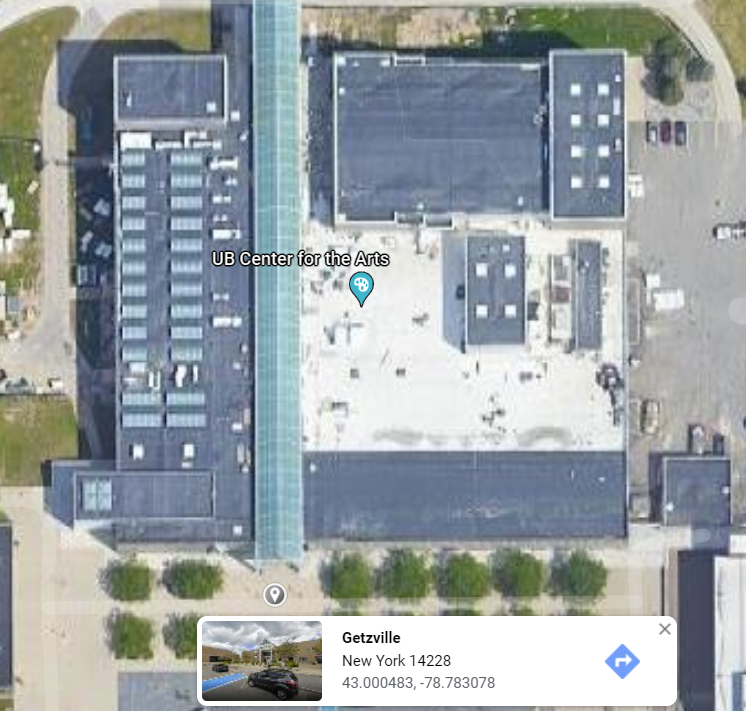 UB Center for the Arts
Getzville
New York 14228
43.000483, -78.783078